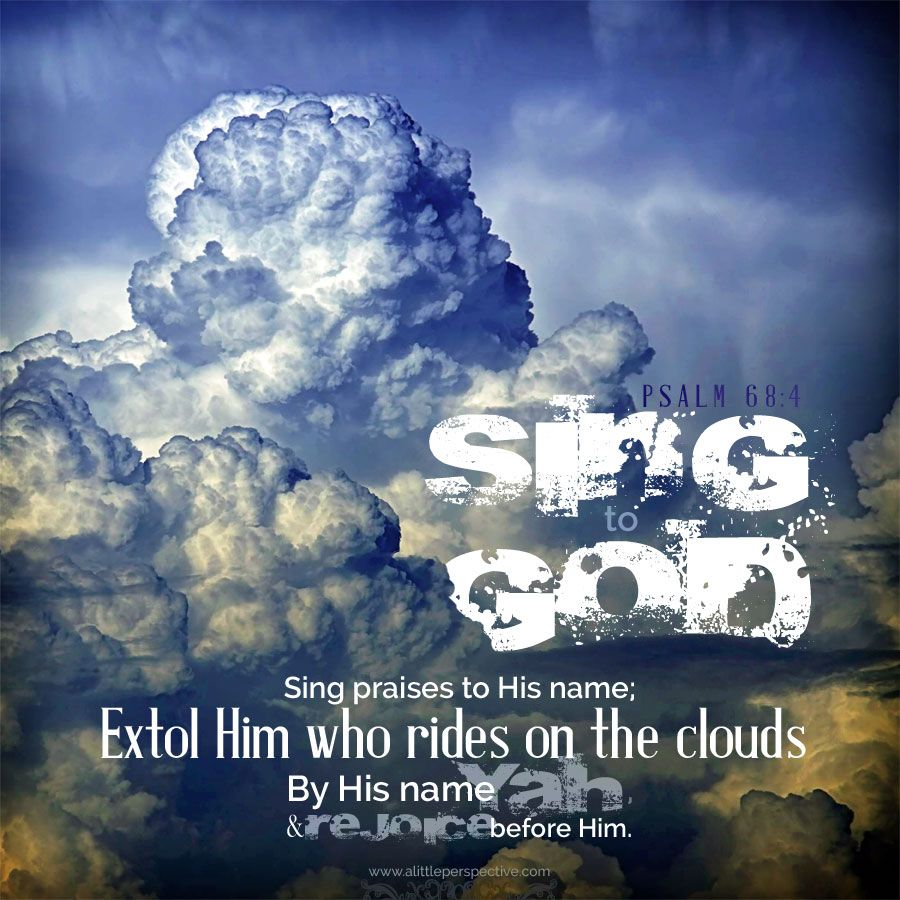 PSALM 68:4
SING
to
GOD
Sing praises to His name;
Extol Him who rides on the clouds
By His name Yah,
& rejoice before Him.
www.alittleperspective.com